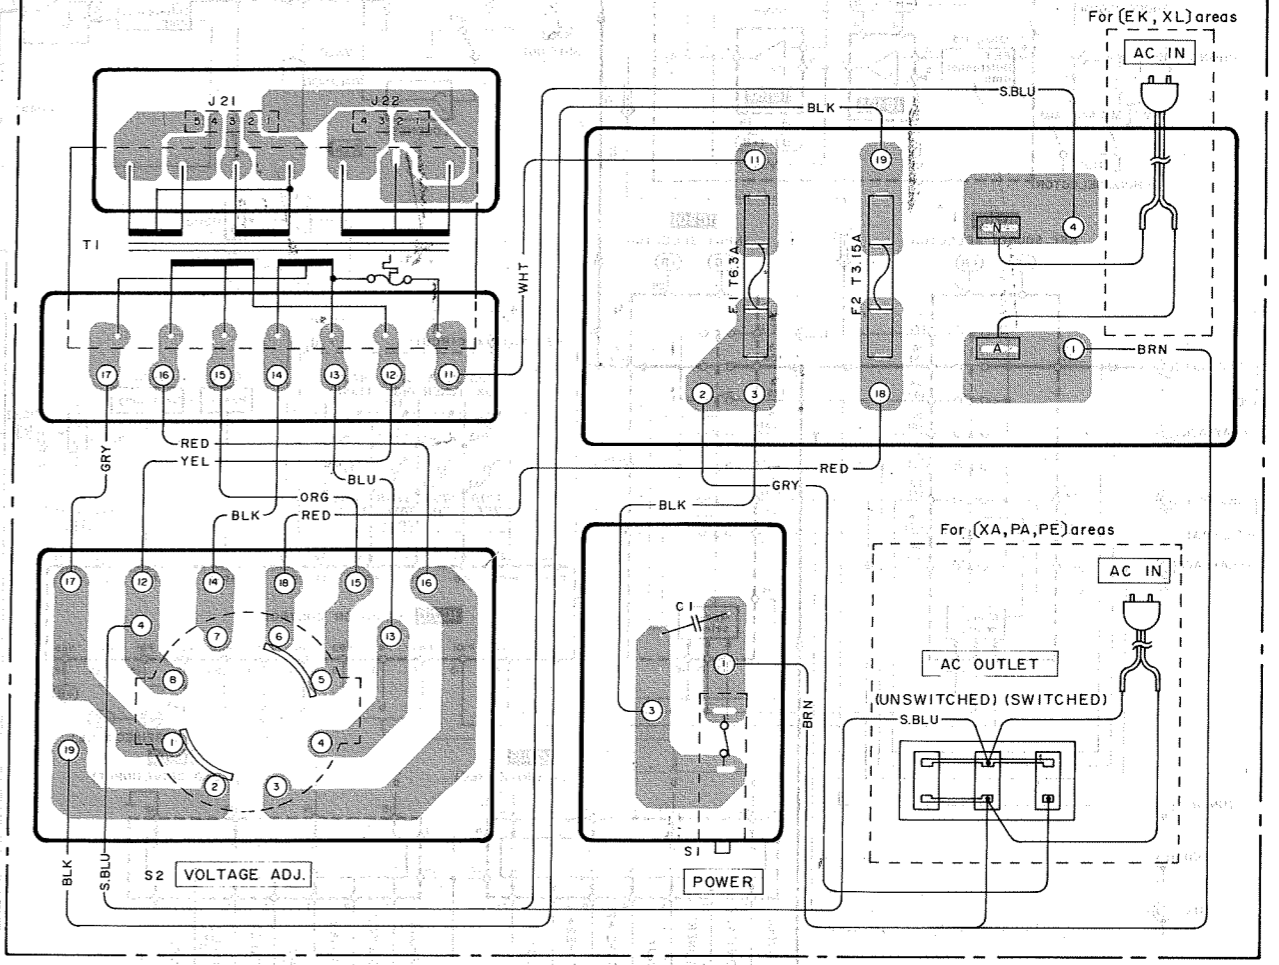 For (EK, XL) areas
AC IN
S.BLU
BLK
J21
J22
5 4 3 2 1
4 3 2 1
11
19
N
4
T1
WHT
F1 T6.3A
F2 T3.15A
A
1
BRN
17
16
15
14
13
12
11
2
3
18
GRY
RED
YEL
BLU
ORG
BLK
RED
RED
GRY
BLK
For (XA, PA, PE) areas
AC IN
17
12
14
18
15
16
4
7
6
13
8
5
1
4
19
2
3
C1
1
3
BRN
AC OUTLET
(UNSWITCHED) (SWITCHED)
S.BLU
BLK
S.BLU
S2 VOLTAGE ADJ.
S1
POWER